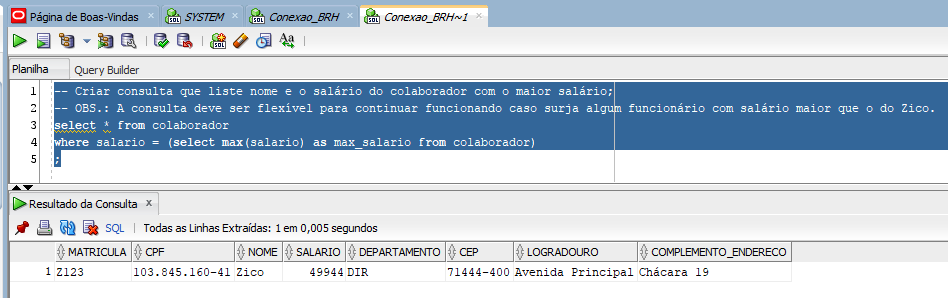 Página de Boas-Vindas x SYSTEM x Conexao_BRH x Conexao_BRH~1 x
Planilha Query Builder
1 -- Criar consulta que liste nome e o salário do colaborador com o maior salário;
2 -- OBS.: A consulta deve ser flexível para continuar funcionando caso surja algum funcionário com salário maior que o do Zico.
3 select * from colaborador
4 where salario = (select max(salario) as max_salario from colaborador)
5 ;
Resultado da Consulta x
SQL Todas as Linhas Extraídas: 1 em 0,005 segundos
MATRICULA CPF NOME SALARIO DEPARTAMENTO CEP LOGRADOURO COMPLEMENTO_ENDERECO
1 Z123 103.845.160-41 Zico 49944 DIR 71444-400 Avenida Principal Chácara 19